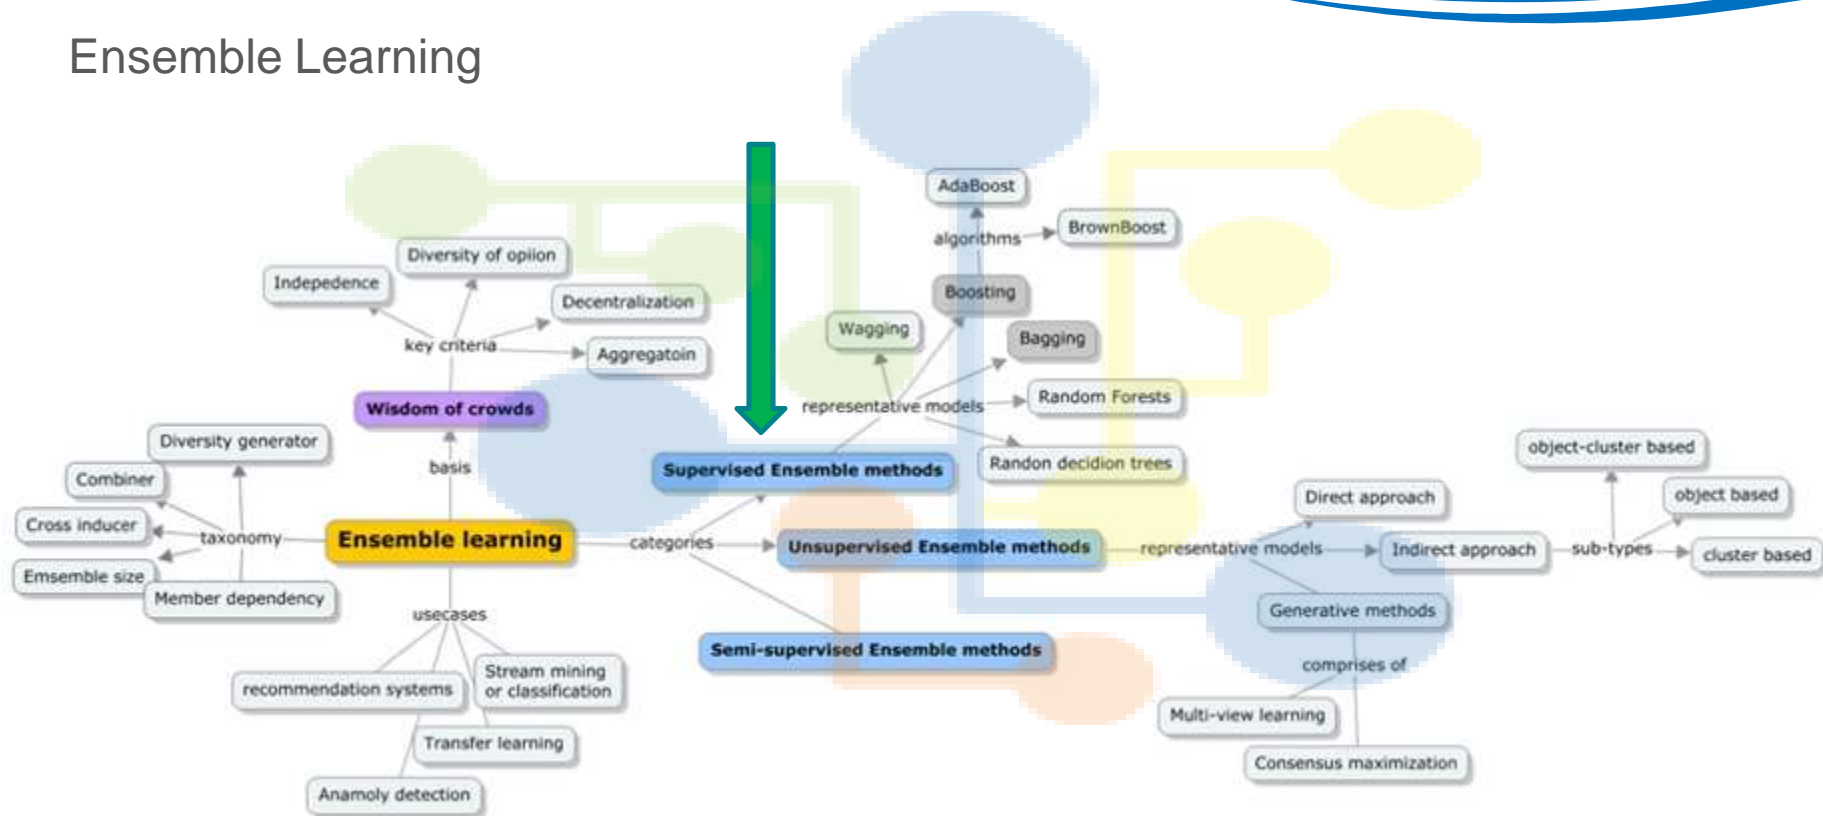 Ensemble Learning
AdaBoost
BrownBoost
algorithms
Diversity of opiion
Indepedence
Boosting
Decentralization
Wagging
Bagging
key criteria
Aggregatoin
Random Forests
representative models
Wisdom of crowds
Diversity generator
object-cluster based
basis
Supervised Ensemble methods
Randon decidion trees
Combiner
Direct approach
object based
Cross inducer
taxonomy
Ensemble learning
categories
Unsupervised Ensemble methods
representative models
Indirect approach
sub-types
cluster based
Emsemble size
Member dependency
usecases
Generative methods
Semi-supervised Ensemble methods
comprises of
recommendation systems
Stream mining
or classification
Multi-view learning
Transfer learning
Consensus maximization
Anamoly detection